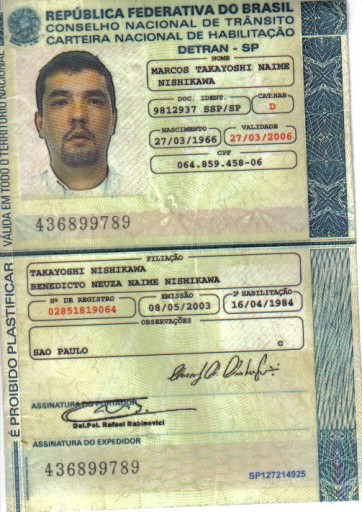 REPÚBLICA FEDERATIVA DO BRASIL
CONSELHO NACIONAL DE TRÂNSITO
CARTEIRA NACIONAL DE HABILITAÇÃO
DETRAN - SP
NOME
MARCOS TAKAYOSHI NAIME
NISHIKAWA
DOC. IDENT. CAT.HAB.
9812937 SSP/SP D
NASCIMENTO VALIDADE
27/03/1966 27/03/2006
CPF
064.859.458-06
436899789
VÁLIDA EM TODO O TERRITÓRIO NACIONAL
É PROIBIDO PLASTIFICAR
FILIAÇÃO
TAKAYOSHI NISHIKAWA
BENEDICTO NEUZA NAIME NISHIKAWA
Nº DE REGISTRO EMISSÃO 1ª HABILITAÇÃO
02851819064 08/05/2003 16/04/1984
OBSERVAÇÕES
SAO PAULO C
ASSINATURA DO PORTADOR
Del.Pol. Rafael Rabinovici
ASSINATURA DO EXPEDIDOR
436899789
SP127214925